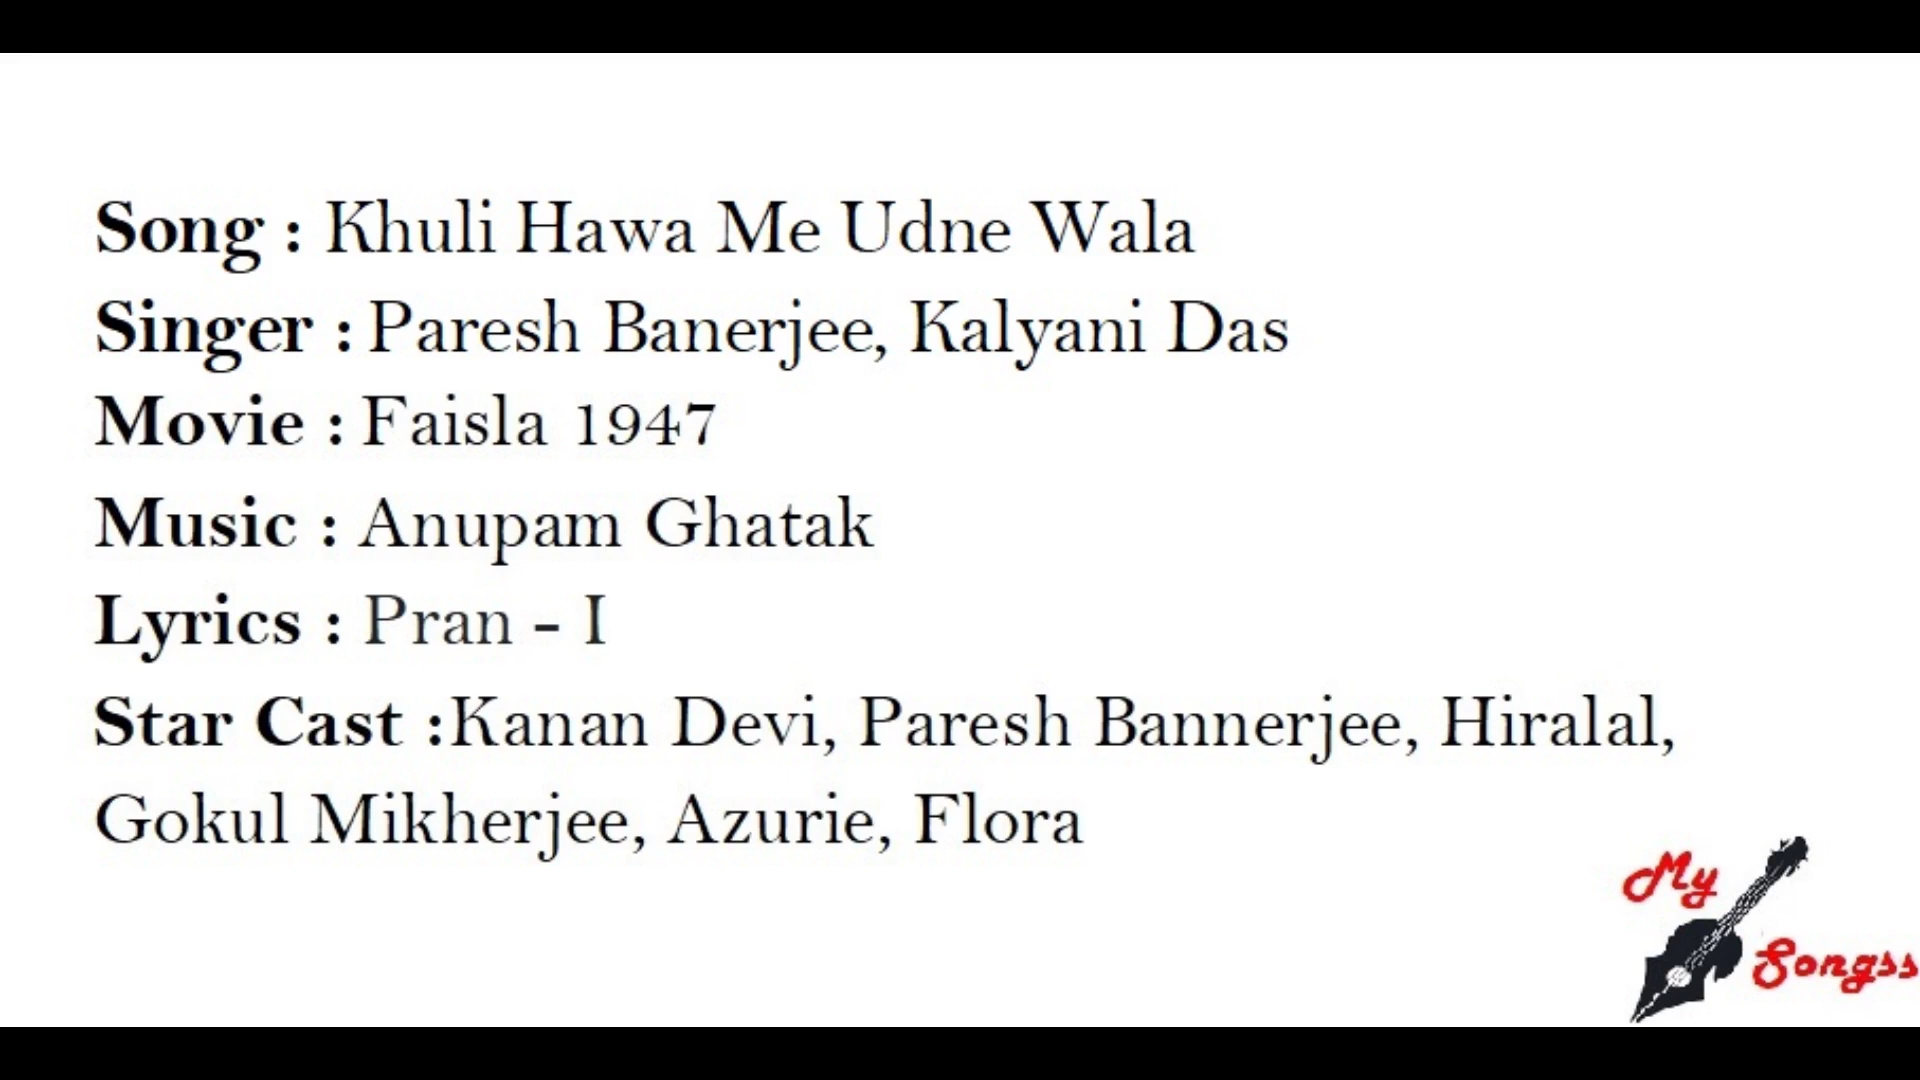 Song : Khuli Hawa Me Udne Wala
Singer : Paresh Banerjee, Kalyani Das
Movie : Faisla 1947
Music : Anupam Ghatak
Lyrics : Pran - I
Star Cast :Kanan Devi, Paresh Bannerjee, Hiralal,
Gokul Mikherjee, Azurie, Flora
My
Songss